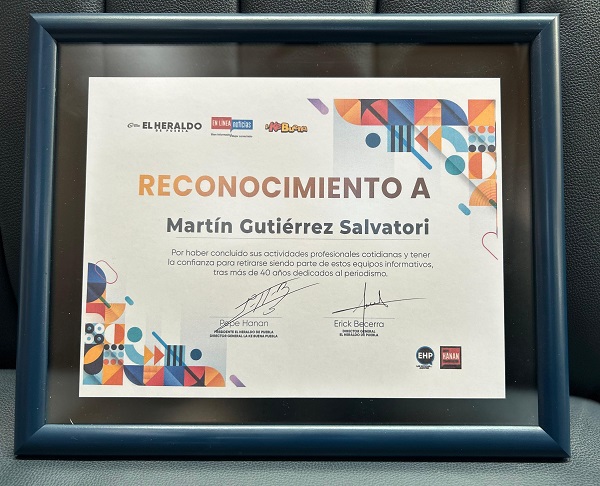 EL HERALDO
DE PUEBLA
EN LÍNEA noticias
KeBuena
RECONOCIMIENTO A
Martín Gutiérrez Salvatori
Por haber concluido sus actividades profesionales cotidianas y tener
la confianza para retirarse siendo parte de estos equipos informativos,
tras más de 40 años dedicados al periodismo.
Pepe Hanan
PRESIDENTE EL HERALDO DE PUEBLA
DIRECTOR GENERAL LA KE BUENA PUEBLA
Erick Becerra
DIRECTOR GENERAL
EL HERALDO DE PUEBLA
EHP
HANAN